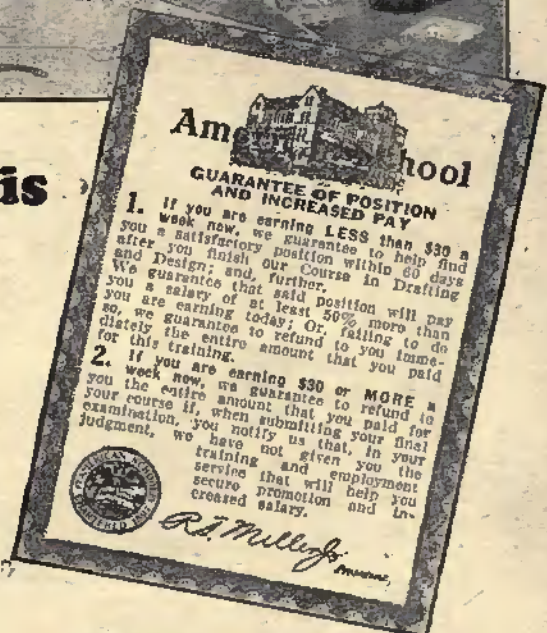 is
Ame hool
GUARANTEE OF POSITION
AND INCREASED PAY
1. If you are earning LESS than $30 a
week now, we guarantee to help find
you a satisfactory position within 60 days
after you finish our Course in Drafting
and Design; and, further,
We guarantee that said position will pay
you a salary of at least 50% more than
you are earning today; Or, failing to do
so, we guarantee to refund to you imme-
diately the entire amount that you paid
for this training.
2. If you are earning $30 or MORE a
week now, we guarantee to refund to
you the entire amount that you paid for
your course if, when submitting your final
examination, you notify us that, in your
judgment, we have not given you the
training and employment
service that will help you
secure promotion and in-
creased salary.
AMERICAN SCHOOL
CHARTERED 1897
R. T. Miller Jr.
President,